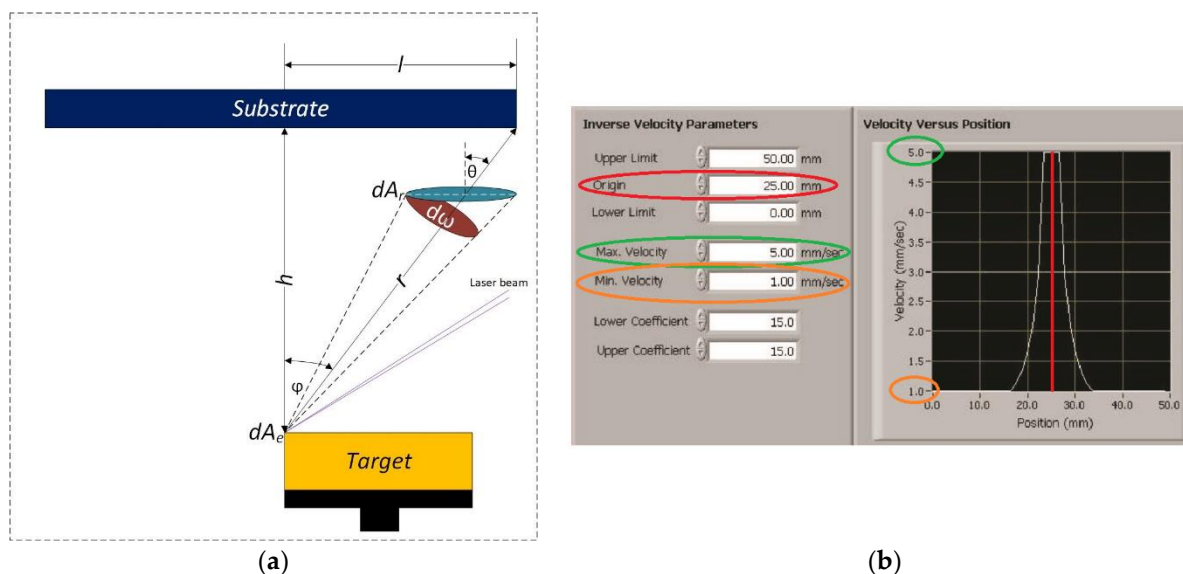 l
Substrate
θ
dAr
dω
h
r
Laser beam
φ
dAe
Target
(a)
Inverse Velocity Parameters
Upper Limit 50.00 mm
Origin 25.00 mm
Lower Limit 0.00 mm
Max. Velocity 5.00 mm/sec
Min. Velocity 1.00 mm/sec
Lower Coefficient 15.0
Upper Coefficient 15.0
Velocity Versus Position
5.0
4.5
4.0
3.5
3.0
2.5
2.0
1.5
1.0
Velocity (mm/sec)
0.0 10.0 20.0 30.0 40.0 50.0
Position (mm)
(b)